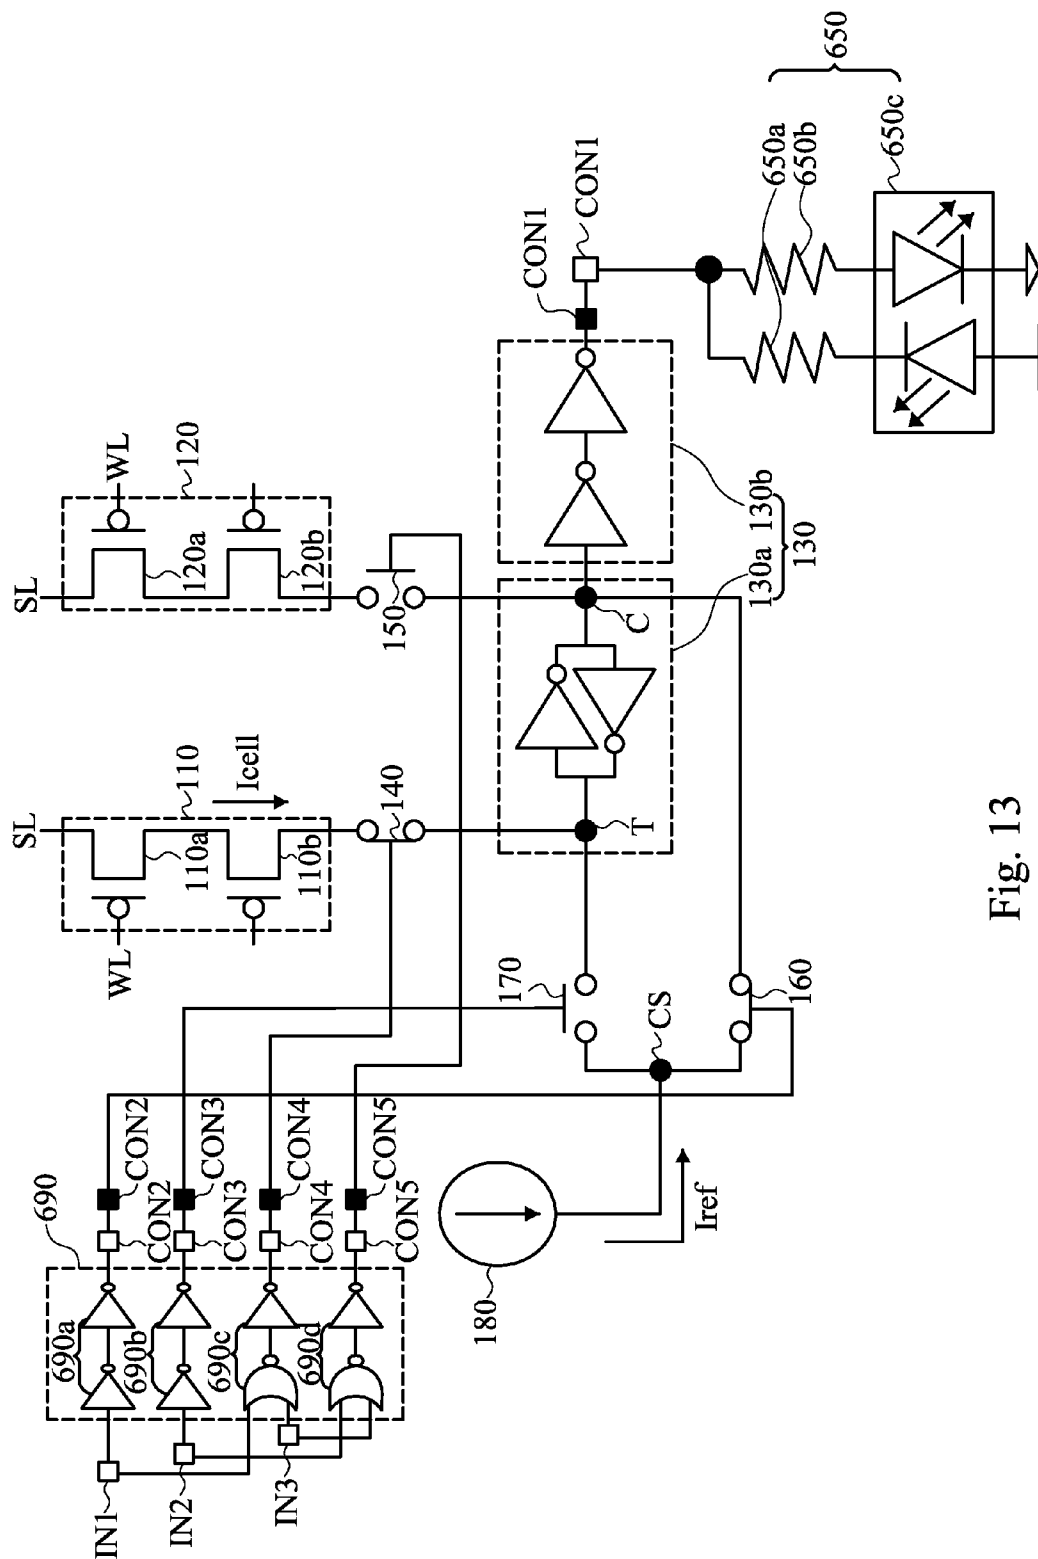 SL
110
WL
110a
110b
Icell
140
SL
120
WL
120a
120b
150
690
690a
690b
690c
690d
IN1
IN2
IN3
CON2
CON2
CON3
CON3
CON4
CON4
CON5
CON5
180
Iref
CS
170
160
T
C
130a
130b
130
CON1
CON1
650
650a
650b
650c
Fig. 13